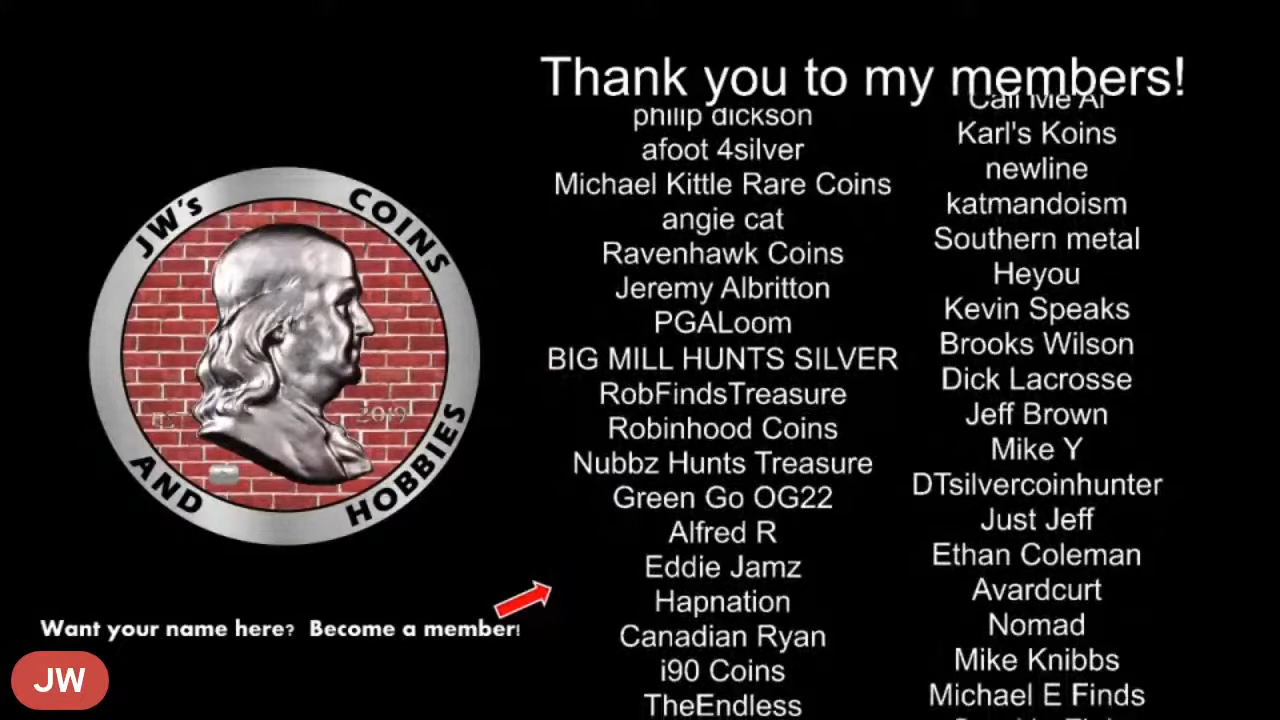 Thank you to my members!
JW's COINS
AND HOBBIES
2019
Want your name here? Become a member!
JW
philip dickson
afoot 4silver
Michael Kittle Rare Coins
angie cat
Ravenhawk Coins
Jeremy Albritton
PGALoom
BIG MILL HUNTS SILVER
RobFindsTreasure
Robinhood Coins
Nubbz Hunts Treasure
Green Go OG22
Alfred R
Eddie Jamz
Hapnation
Canadian Ryan
i90 Coins
TheEndless
Call Me Al
Karl's Koins
newline
katmandoism
Southern metal
Heyou
Kevin Speaks
Brooks Wilson
Dick Lacrosse
Jeff Brown
Mike Y
DTsilvercoinhunter
Just Jeff
Ethan Coleman
Avardcurt
Nomad
Mike Knibbs
Michael E Finds